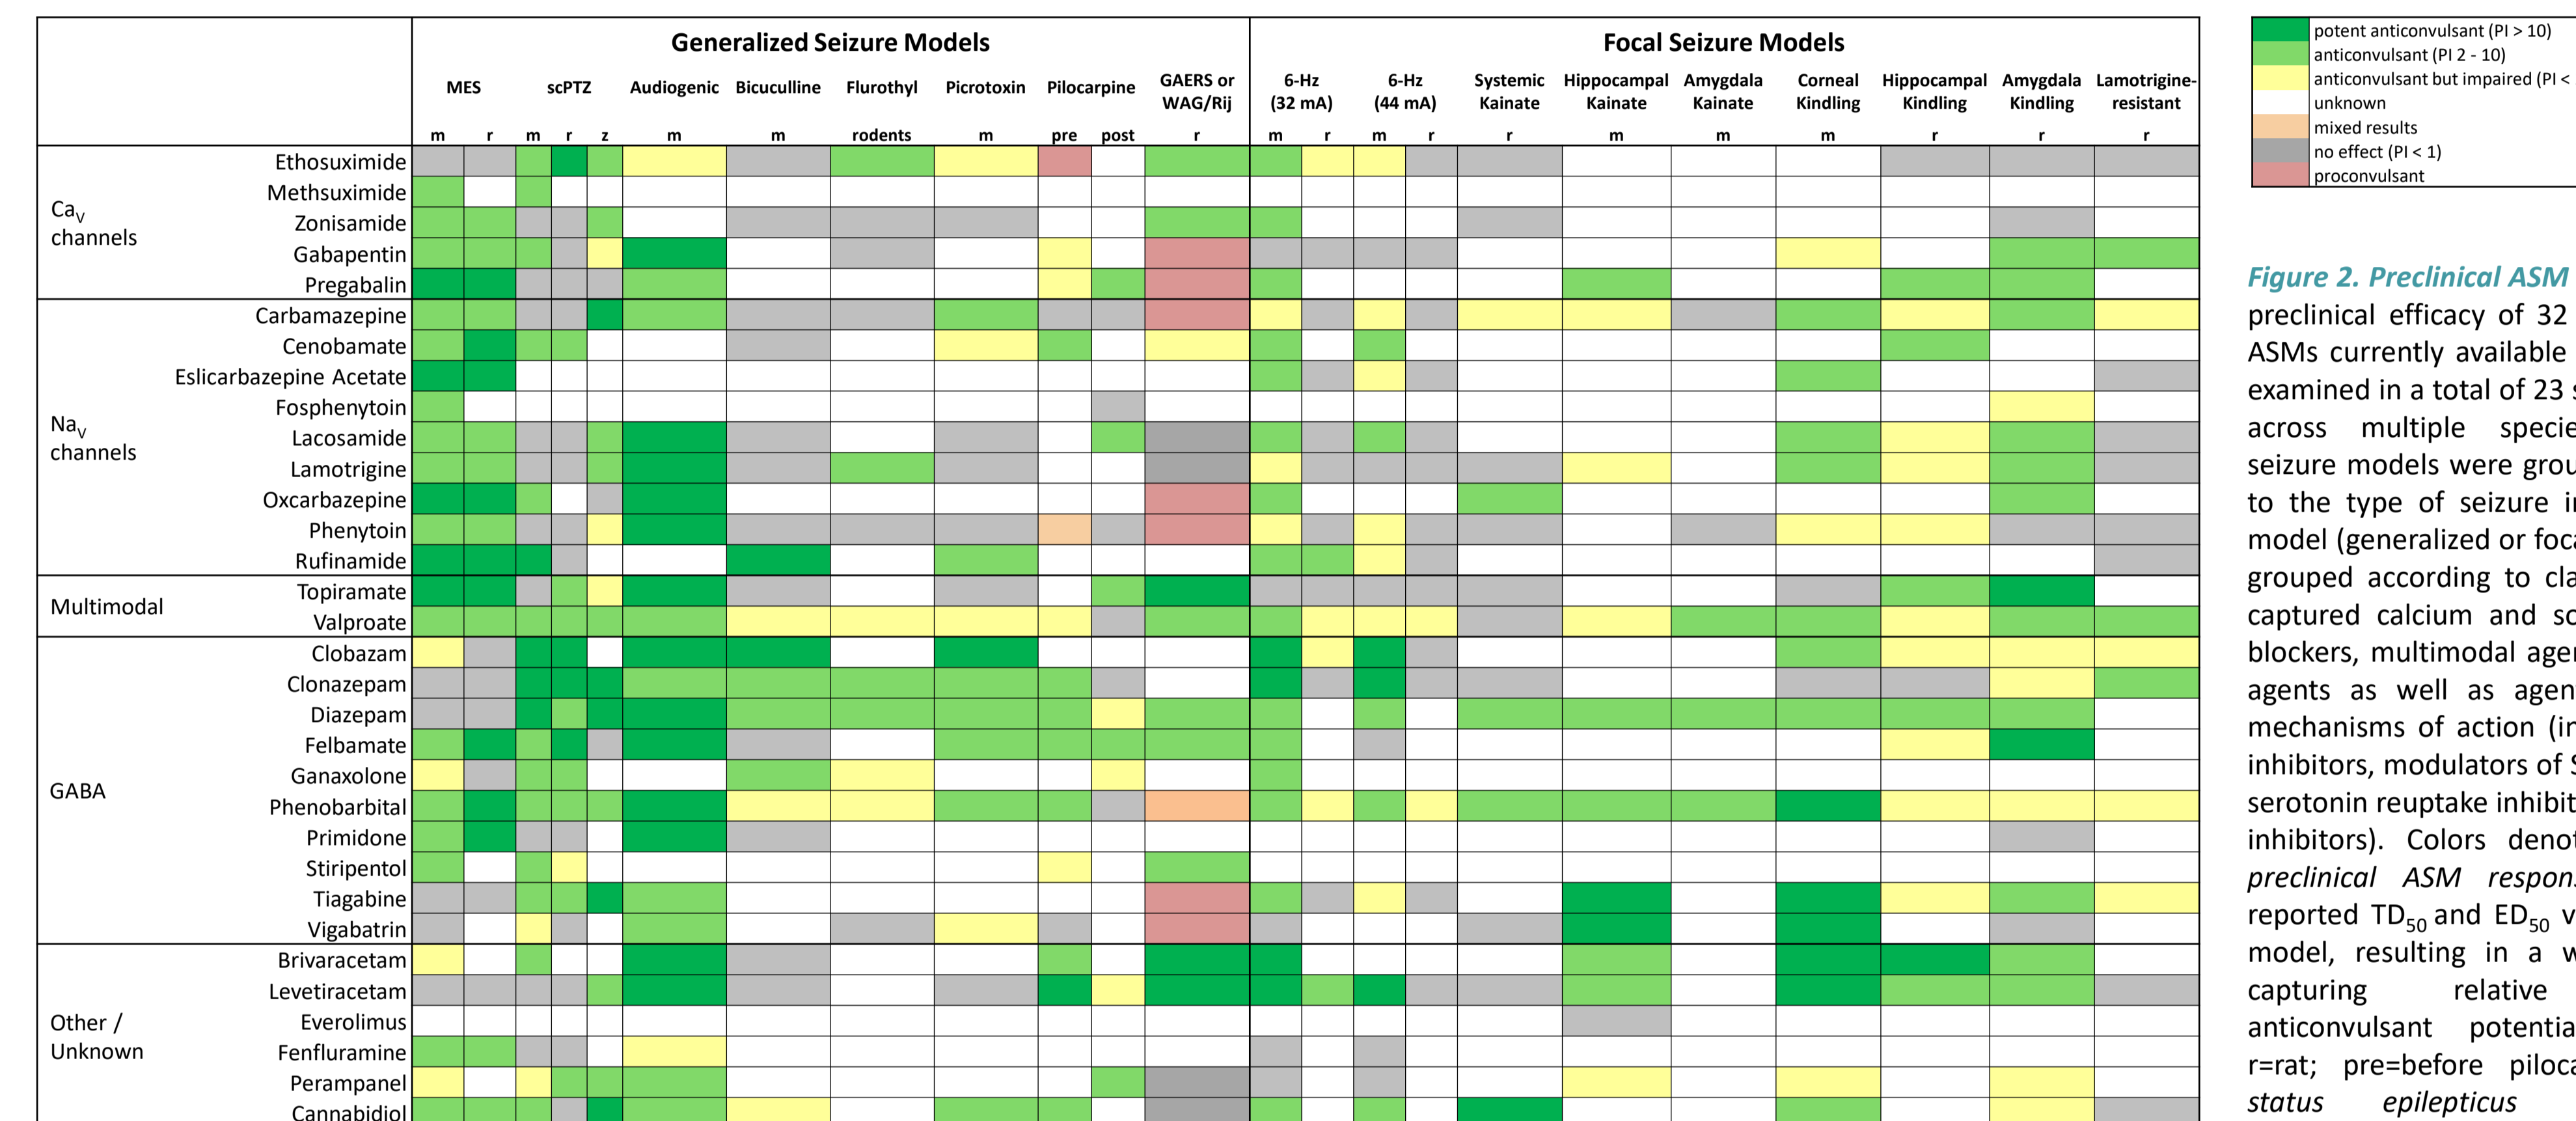 Generalized Seizure Models
Focal Seizure Models
MES scPTZ Audiogenic Bicuculline Flurothyl Picrotoxin Pilocarpine GAERS or WAG/Rij 6-Hz (32 mA) 6-Hz (44 mA) Systemic Kainate Hippocampal Kainate Amygdala Kainate Corneal Kindling Hippocampal Kindling Amygdala Kindling Lamotrigine-resistant
m r m r z m m rodents m pre post r m r m r r m m m r r r
Cav channels
Ethosuximide
Methsuximide
Zonisamide
Gabapentin
Pregabalin
Nav channels
Carbamazepine
Cenobamate
Eslicarbazepine Acetate
Fosphenytoin
Lacosamide
Lamotrigine
Oxcarbazepine
Phenytoin
Rufinamide
Multimodal
Topiramate
Valproate
GABA
Clobazam
Clonazepam
Diazepam
Felbamate
Ganaxolone
Phenobarbital
Primidone
Stiripentol
Tiagabine
Vigabatrin
Other / Unknown
Brivaracetam
Levetiracetam
Everolimus
Fenfluramine
Perampanel
Cannabidiol
potent anticonvulsant (PI > 10)
anticonvulsant (PI 2 - 10)
anticonvulsant but impaired (PI <
unknown
mixed results
no effect (PI < 1)
proconvulsant
Figure 2. Preclinical ASM
preclinical efficacy of 32
ASMs currently available
examined in a total of 23
across multiple
seizure models were
to the type of seizure
model (generalized or
grouped according to
captured calcium and
blockers, multimodal
agents as well as
mechanisms of action
inhibitors, modulators of
serotonin reuptake
inhibitors). Colors
preclinical ASM
reported TD50 and ED50
model, resulting in a
capturing relative
anticonvulsant
r=rat; pre=before
status epilepticus